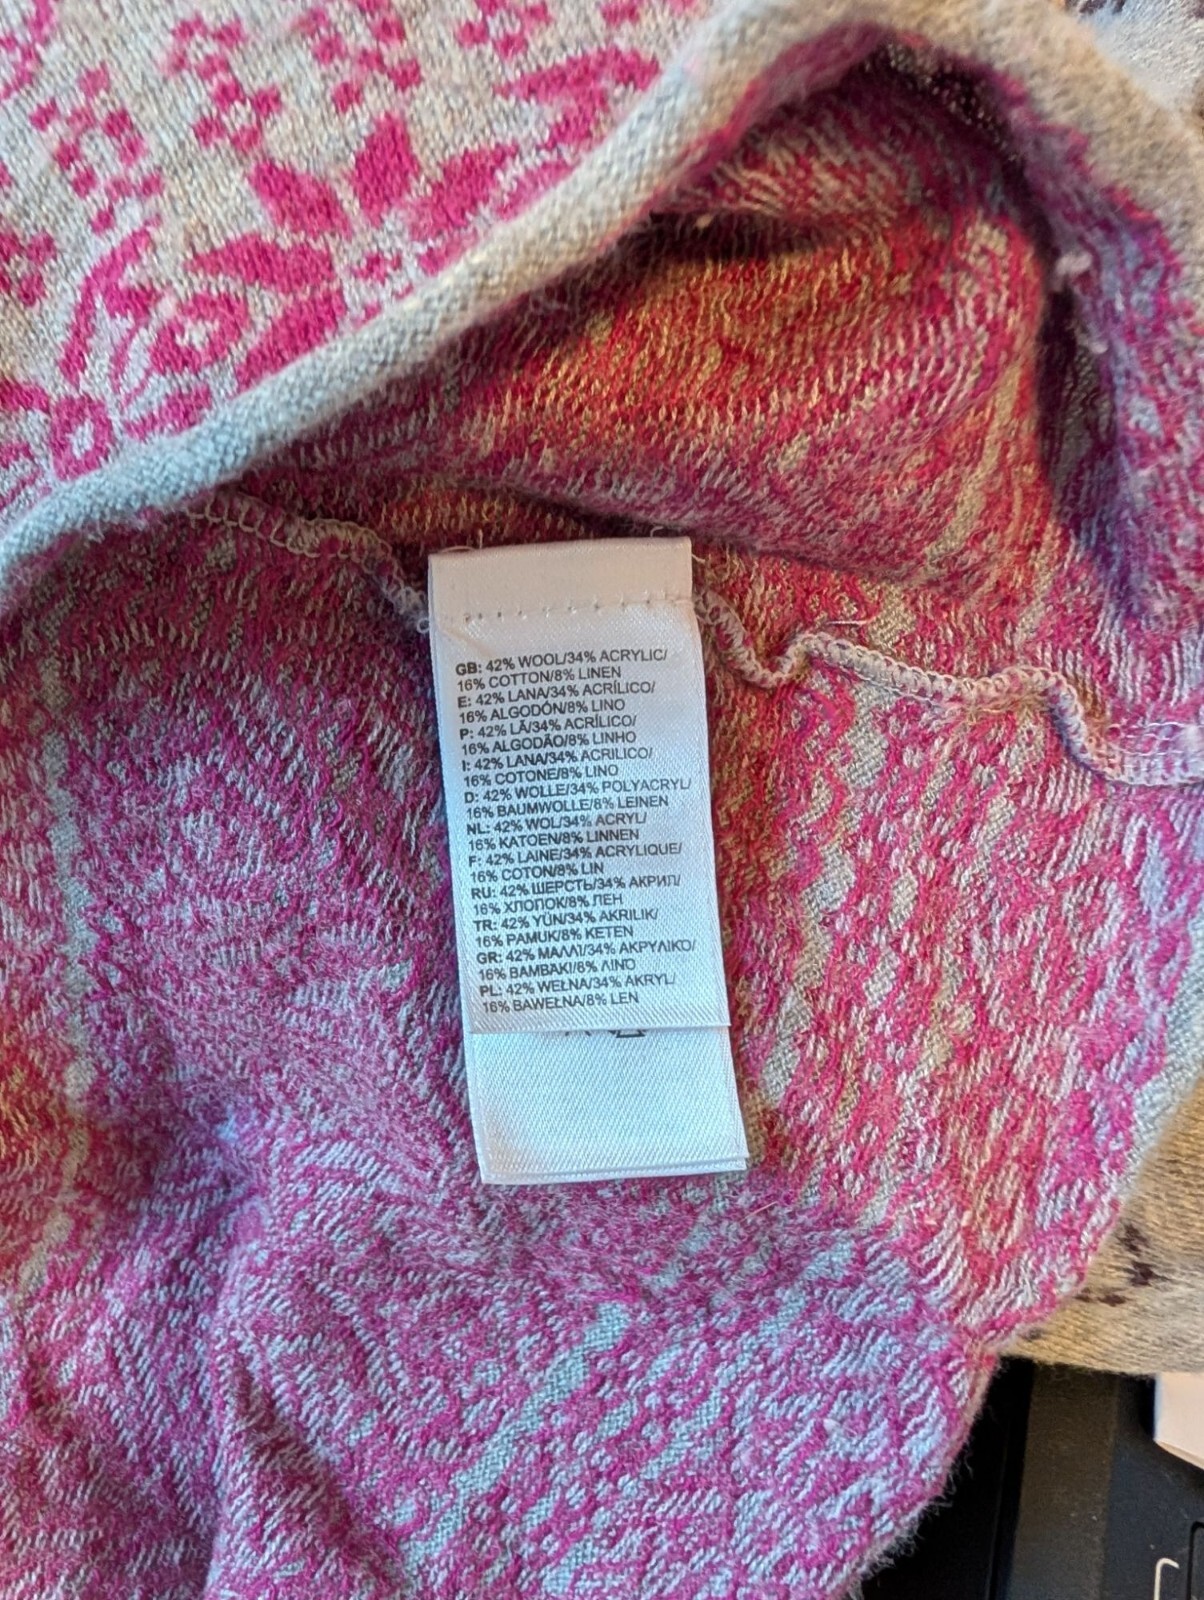 GB: 42% WOOL/34% ACRYLIC/
16% COTTON/8% LINEN
E: 42% LANA/34% ACRÍLICO/
16% ALGODÓN/8% LINO
P: 42% LÃ/34% ACRÍLICO/
16% ALGODÃO/8% LINHO
I: 42% LANA/34% ACRILICO/
16% COTONE/8% LINO
D: 42% WOLLE/34% POLYACRYL/
16% BAUMWOLLE/8% LEINEN
NL: 42% WOL/34% ACRYL/
16% KATOEN/8% LINNEN
F: 42% LAINE/34% ACRYLIQUE/
16% COTON/8% LIN
RU: 42% ШЕРСТЬ/34% АКРИЛ/
16% ХЛОПОК/8% ЛЕН
TR: 42% YÜN/34% AKRILIK/
16% PAMUK/8% KETEN
GR: 42% ΜΑΛΛΙ/34% ΑΚΡΥΛΙΚΟ/
16% ΒΑΜΒΑΚΙ/8% ΛΙΝΟ
PL: 42% WEŁNA/34% AKRYL/
16% BAWEŁNA/8% LEN